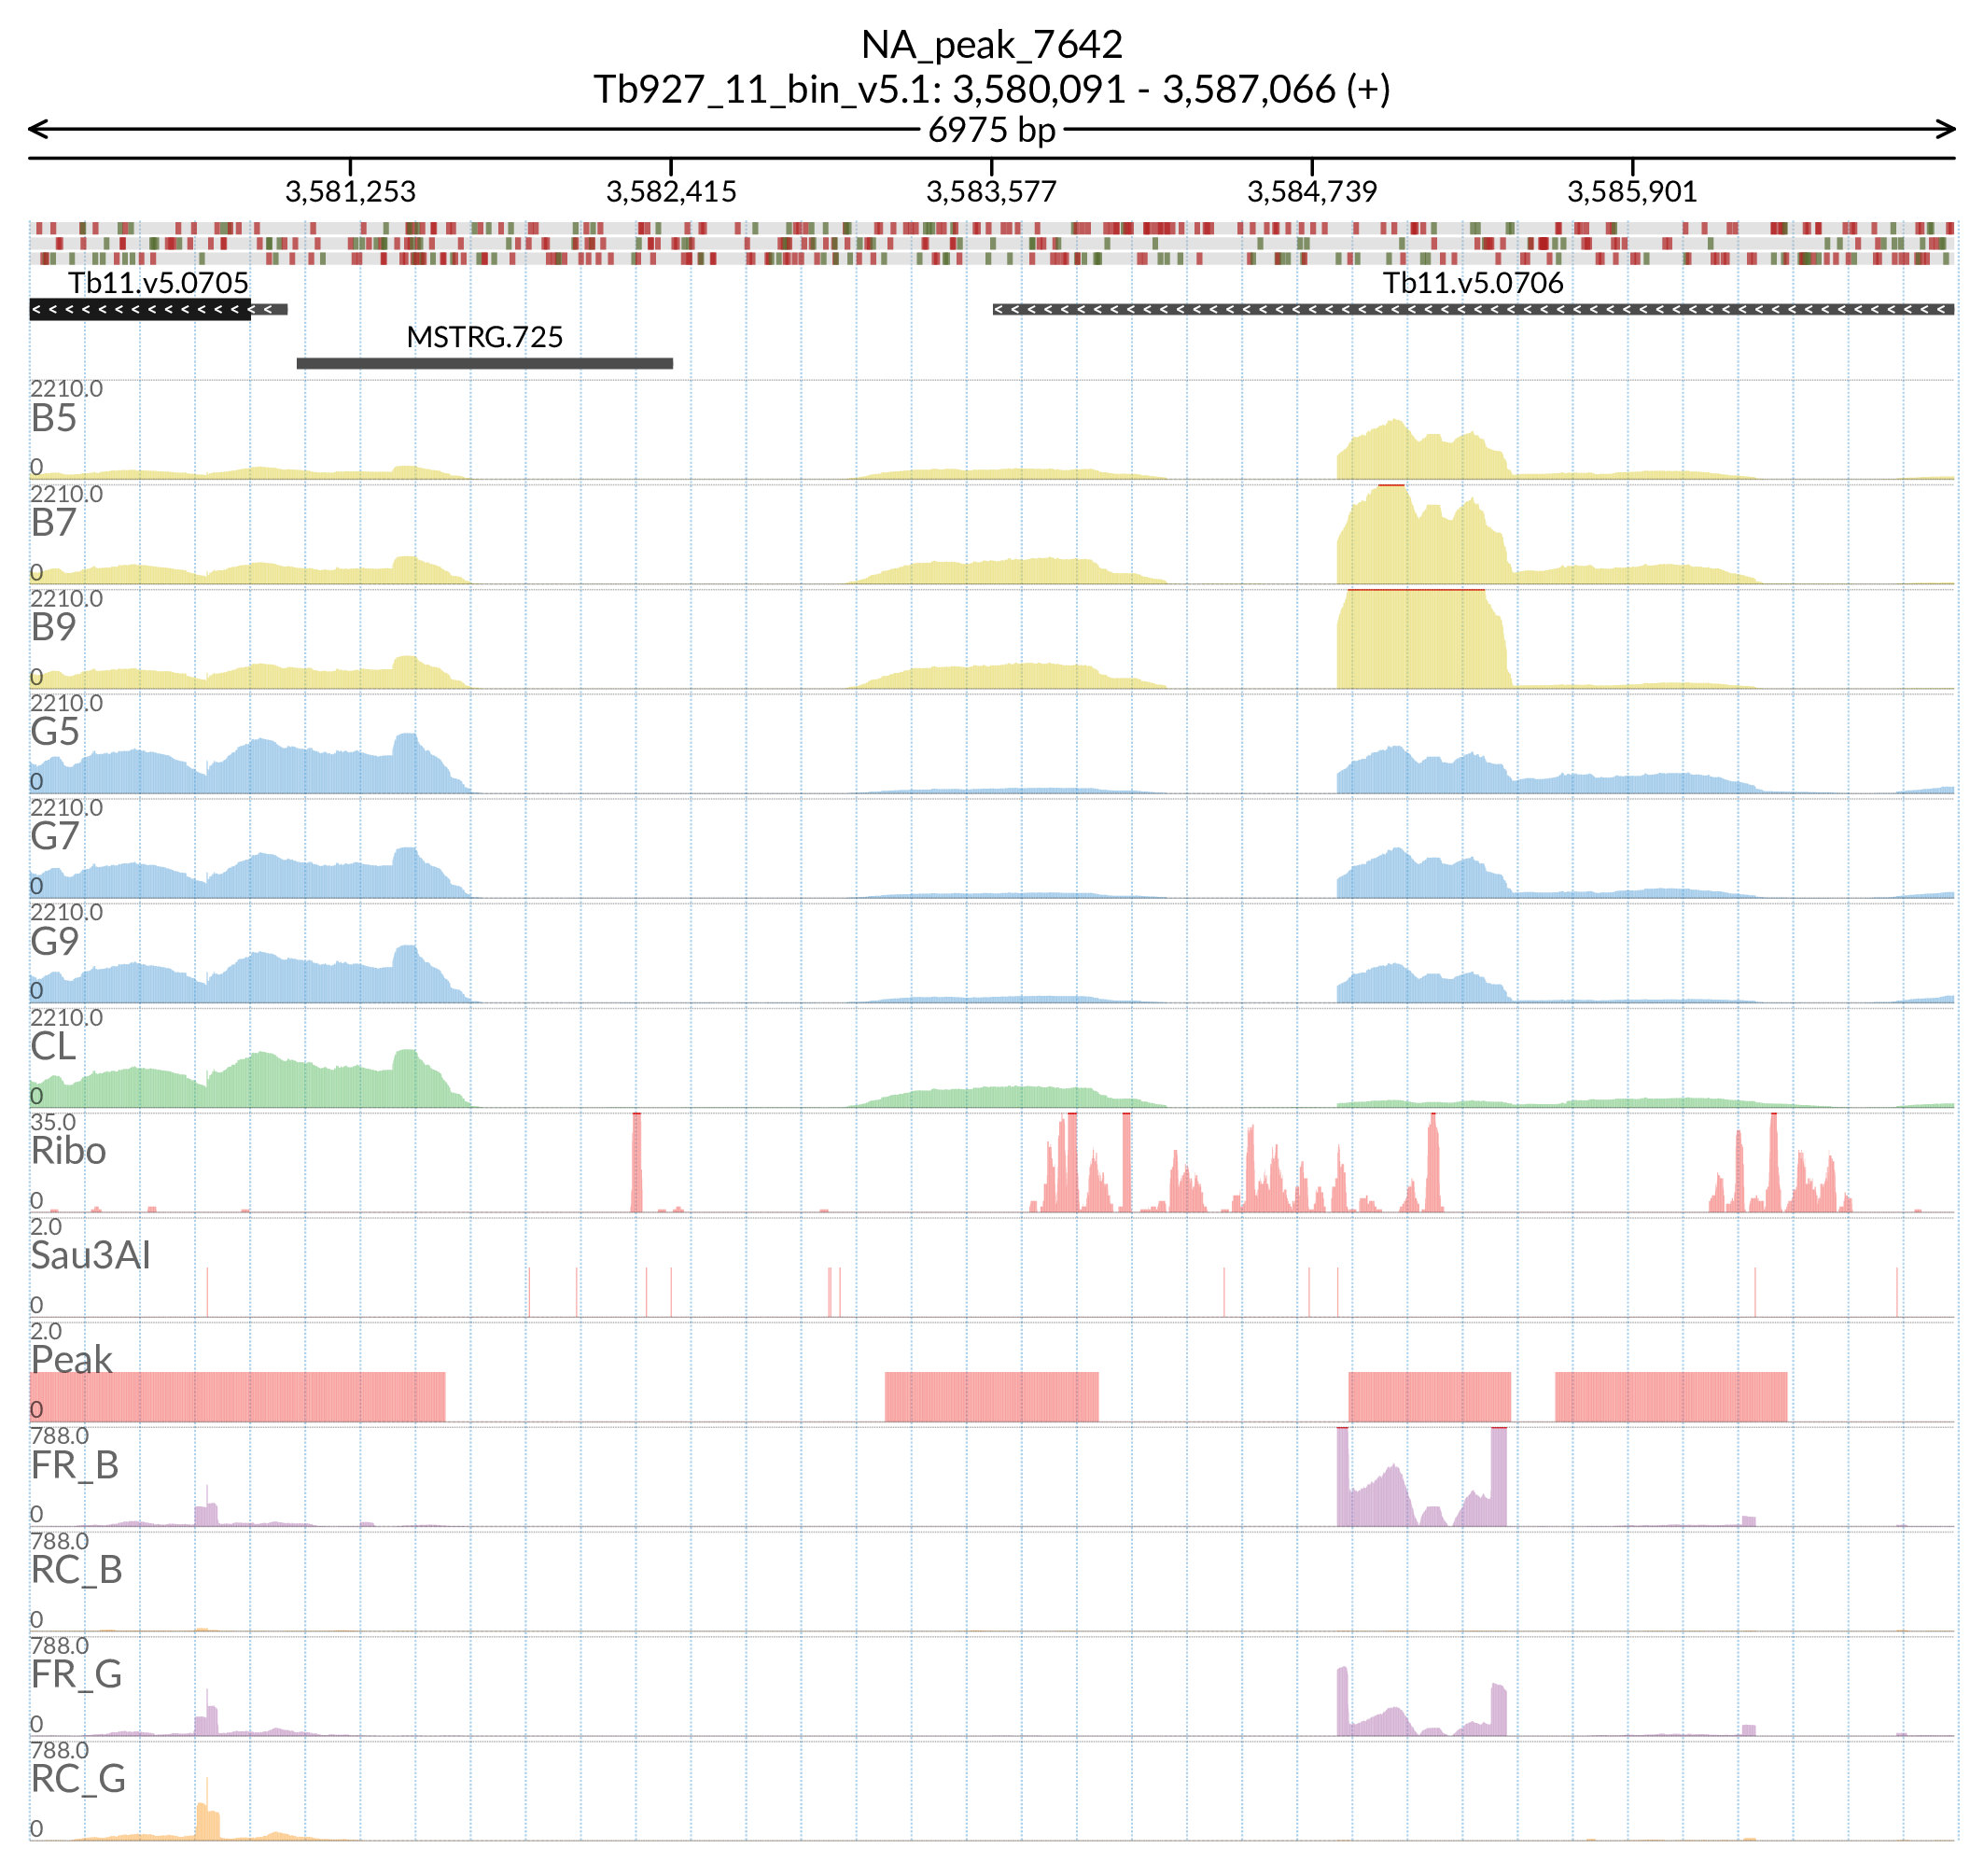 NA_peak_7642
Tb927_11_bin_v5.1: 3,580,091 - 3,587,066 (+)
6975 bp
3,581,253 3,582,415 3,583,577 3,584,739 3,585,901
Tb11.v5.0705 Tb11.v5.0706
MSTRG.725
2210.0
B5
0
2210.0
B7
0
2210.0
B9
0
2210.0
G5
0
2210.0
G7
0
2210.0
G9
0
2210.0
CL
0
35.0
Ribo
0
2.0
Sau3AI
0
2.0
Peak
0
788.0
FR_B
0
788.0
RC_B
0
788.0
FR_G
0
788.0
RC_G
0